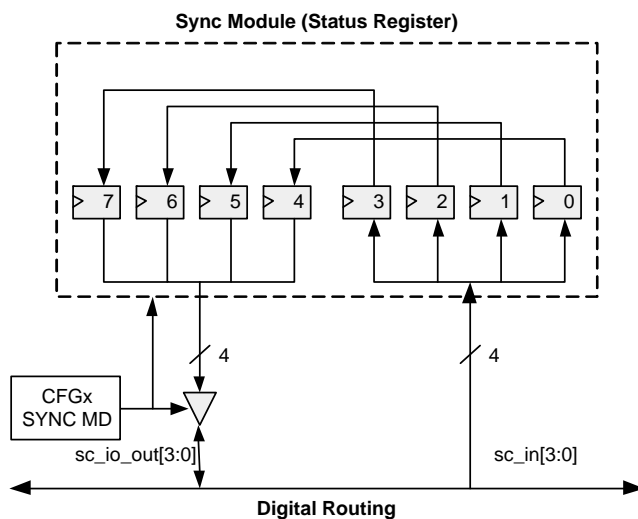 Sync Module (Status Register)
7 6 5 4 3 2 1 0
4 4
CFGx
SYNC MD
sc_io_out[3:0] sc_in[3:0]
Digital Routing